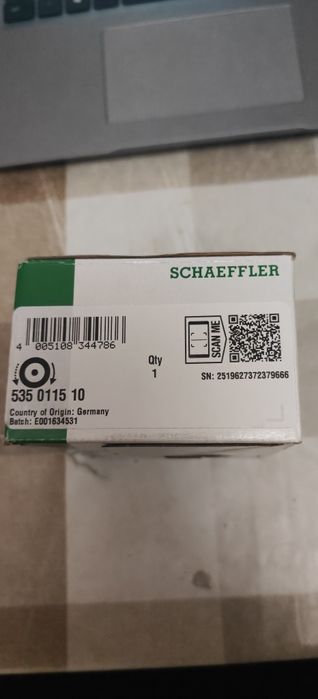 SCHAEFFLER
4 005108 344786
SCAN ME
Qty
1
SN: 2519627372379666
535 0115 10
Country of Origin: Germany
Batch: E001634531